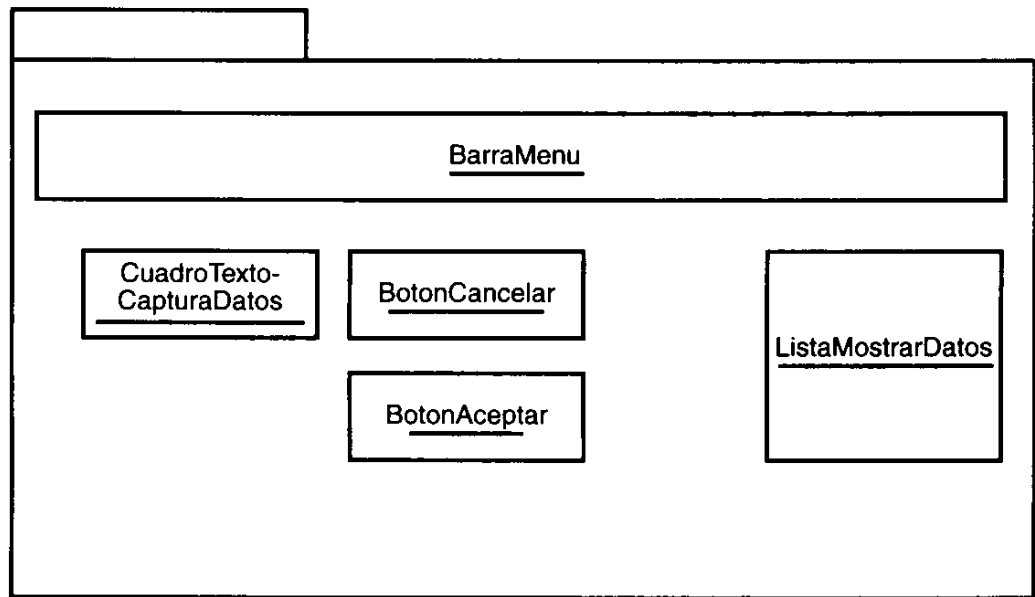 BarraMenu
CuadroTexto-
CapturaDatos
BotonCancelar
ListaMostrarDatos
BotonAceptar